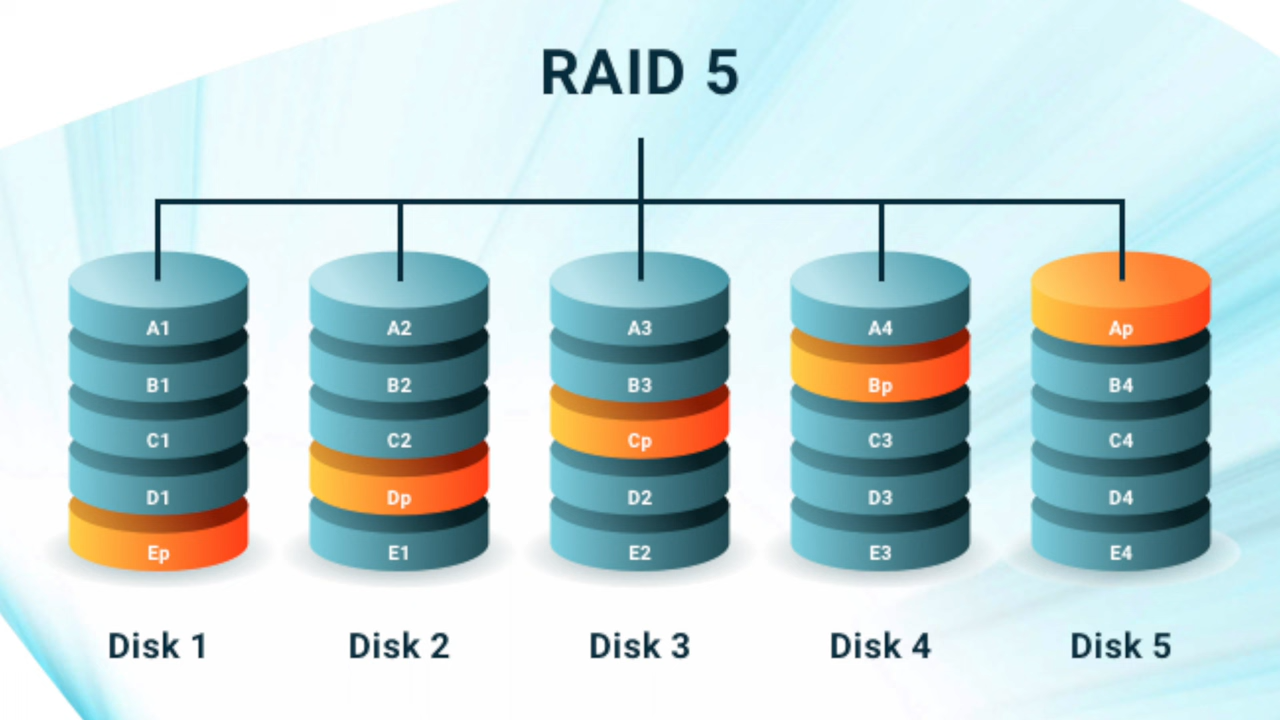 RAID 5
A1 A2 A3 A4 Ap
B1 B2 B3 Bp B4
C1 C2 Cp C3 C4
D1 Dp D2 D3 D4
Ep E1 E2 E3 E4
Disk 1 Disk 2 Disk 3 Disk 4 Disk 5